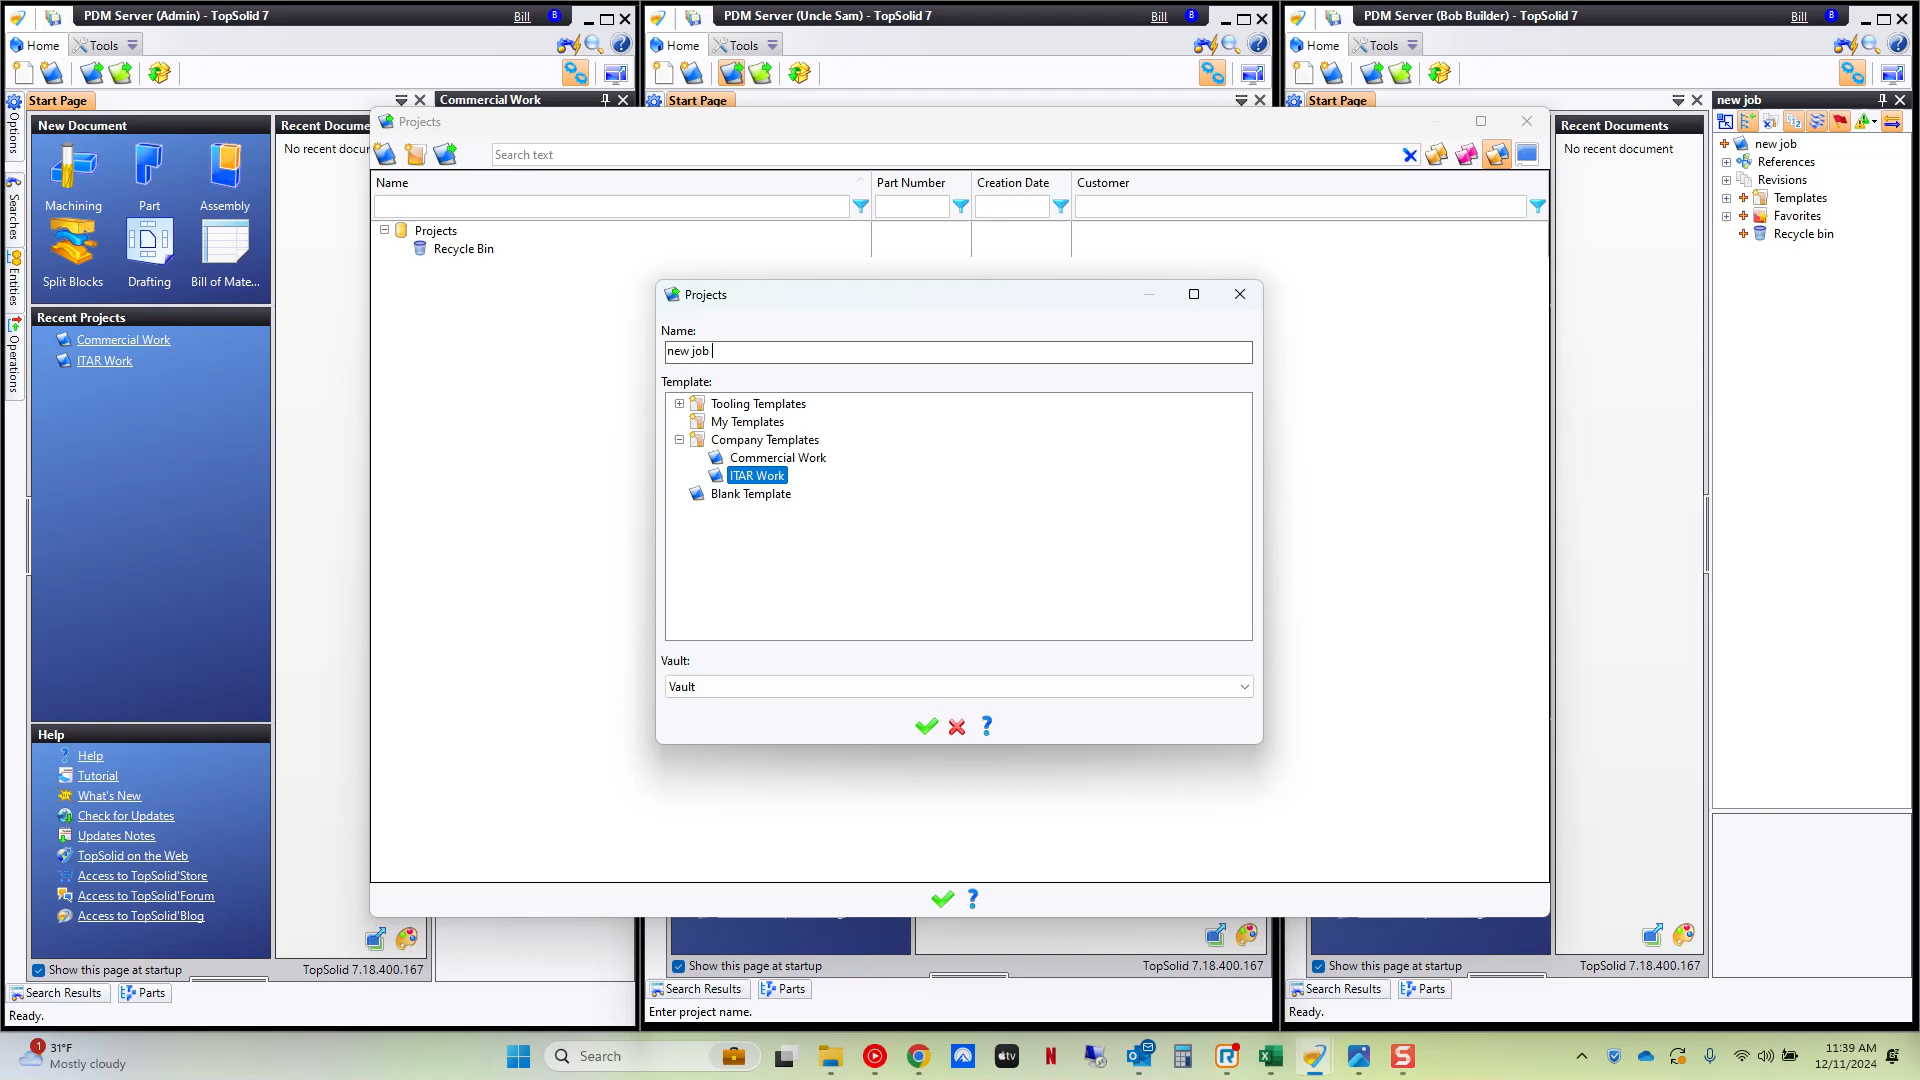 PDM Server (Admin) - TopSolid 7
Bill
B
PDM Server (Uncle Sam) - TopSolid 7
Bill
B
PDM Server (Bob Builder) - TopSolid 7
Bill
B
Home
Tools
Home
Tools
Home
Tools
Start Page
Commercial Work
Start Page
Start Page
new job
Options
Searches
Entities
Operations
New Document
Machining
Part
Assembly
Split Blocks
Drafting
Bill of Mate...
Recent Projects
Commercial Work
ITAR Work
Help
Help
Tutorial
What's New
Check for Updates
Updates Notes
TopSolid on the Web
Access to TopSolid'Store
Access to TopSolid'Forum
Access to TopSolid'Blog
Recent Docume
No recent docur
Projects
Search text
Name
Part Number
Creation Date
Customer
Projects
Recycle Bin
Projects
Name:
new job
Template:
Tooling Templates
My Templates
Company Templates
Commercial Work
ITAR Work
Blank Template
Vault:
Vault
Recent Documents
No recent document
new job
References
Revisions
Templates
Favorites
Recycle bin
Show this page at startup
TopSolid 7.18.400.167
Show this page at startup
TopSolid 7.18.400.167
Show this page at startup
TopSolid 7.18.400.167
Search Results
Parts
Search Results
Parts
Search Results
Parts
Ready.
Enter project name.
Ready.
1
31°F
Mostly cloudy
Search
tv
N
11:39 AM
12/11/2024